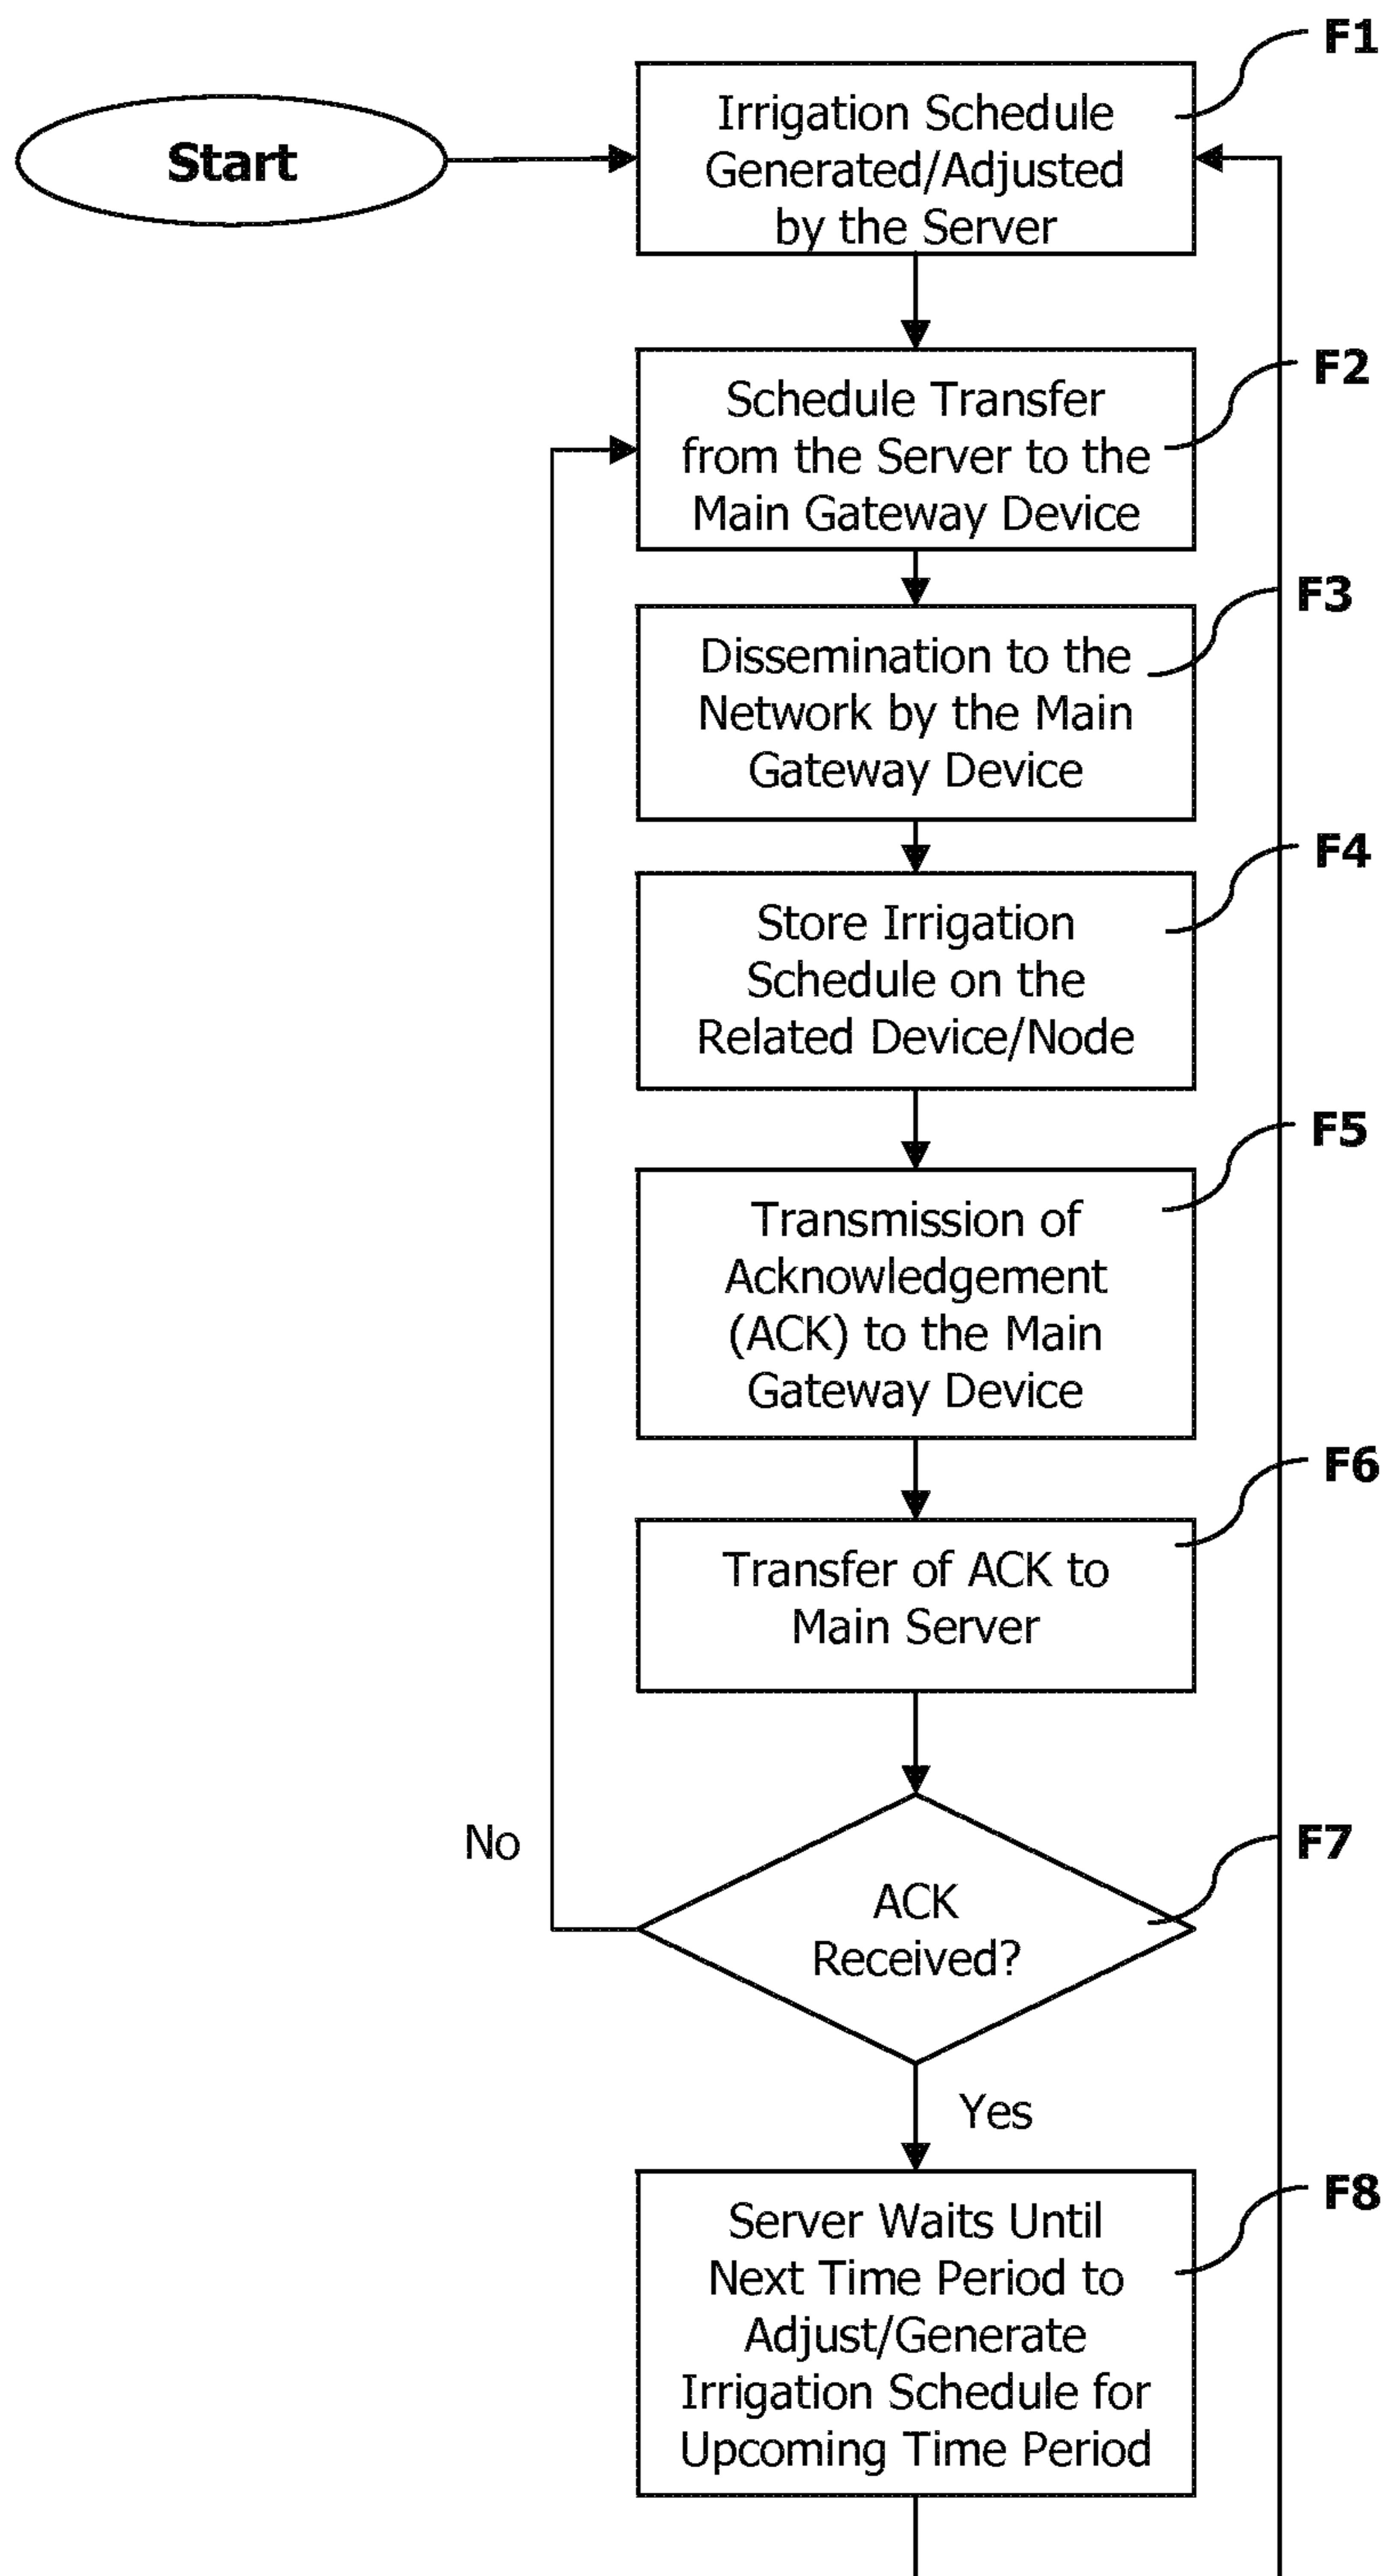 F1
Start
Irrigation Schedule
Generated/Adjusted
by the Server
F2
Schedule Transfer
from the Server to the
Main Gateway Device
F3
Dissemination to the
Network by the Main
Gateway Device
F4
Store Irrigation
Schedule on the
Related Device/Node
F5
Transmission of
Acknowledgement
(ACK) to the Main
Gateway Device
F6
Transfer of ACK to
Main Server
No
F7
ACK
Received?
Yes
F8
Server Waits Until
Next Time Period to
Adjust/Generate
Irrigation Schedule for
Upcoming Time Period